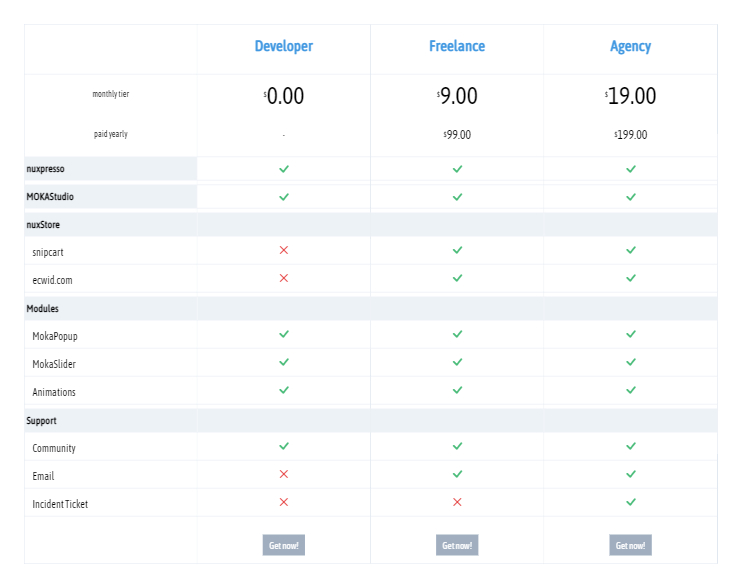 Developer Freelance Agency
monthly tier $0.00 $9.00 $19.00
paid yearly - $99.00 $199.00
nuxpresso ✓ ✓ ✓
MOKAStudio ✓ ✓ ✓
nuxStore
snipcart ✕ ✓ ✓
ecwid.com ✕ ✓ ✓
Modules
MokaPopup ✓ ✓ ✓
MokaSlider ✓ ✓ ✓
Animations ✓ ✓ ✓
Support
Community ✓ ✓ ✓
Email ✕ ✓ ✓
Incident Ticket ✕ ✕ ✓
Get now! Get now! Get now!